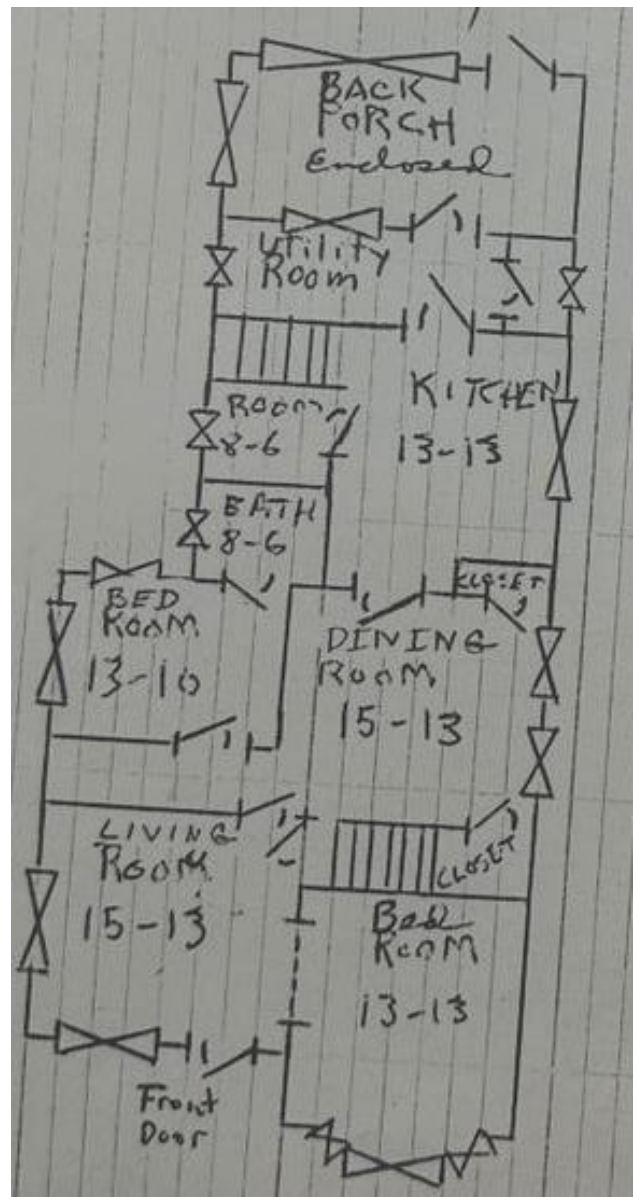 BACK
PORCH
Enclosed
Utility
Room
KITCHEN
13-13
ROOM
8-6
BATH
8-6
BED
ROOM
13-10
CLOSET
DINING
ROOM
15-13
LIVING
ROOM
15-13
CLOSET
Bed
ROOM
13-13
Front
Door